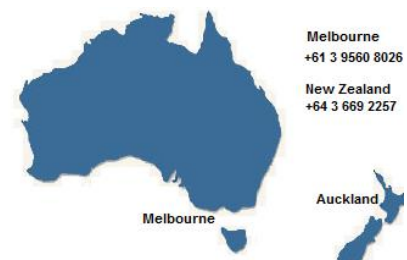 Melbourne
+61 3 9560 8026
New Zealand
+64 3 669 2257
Auckland
Melbourne